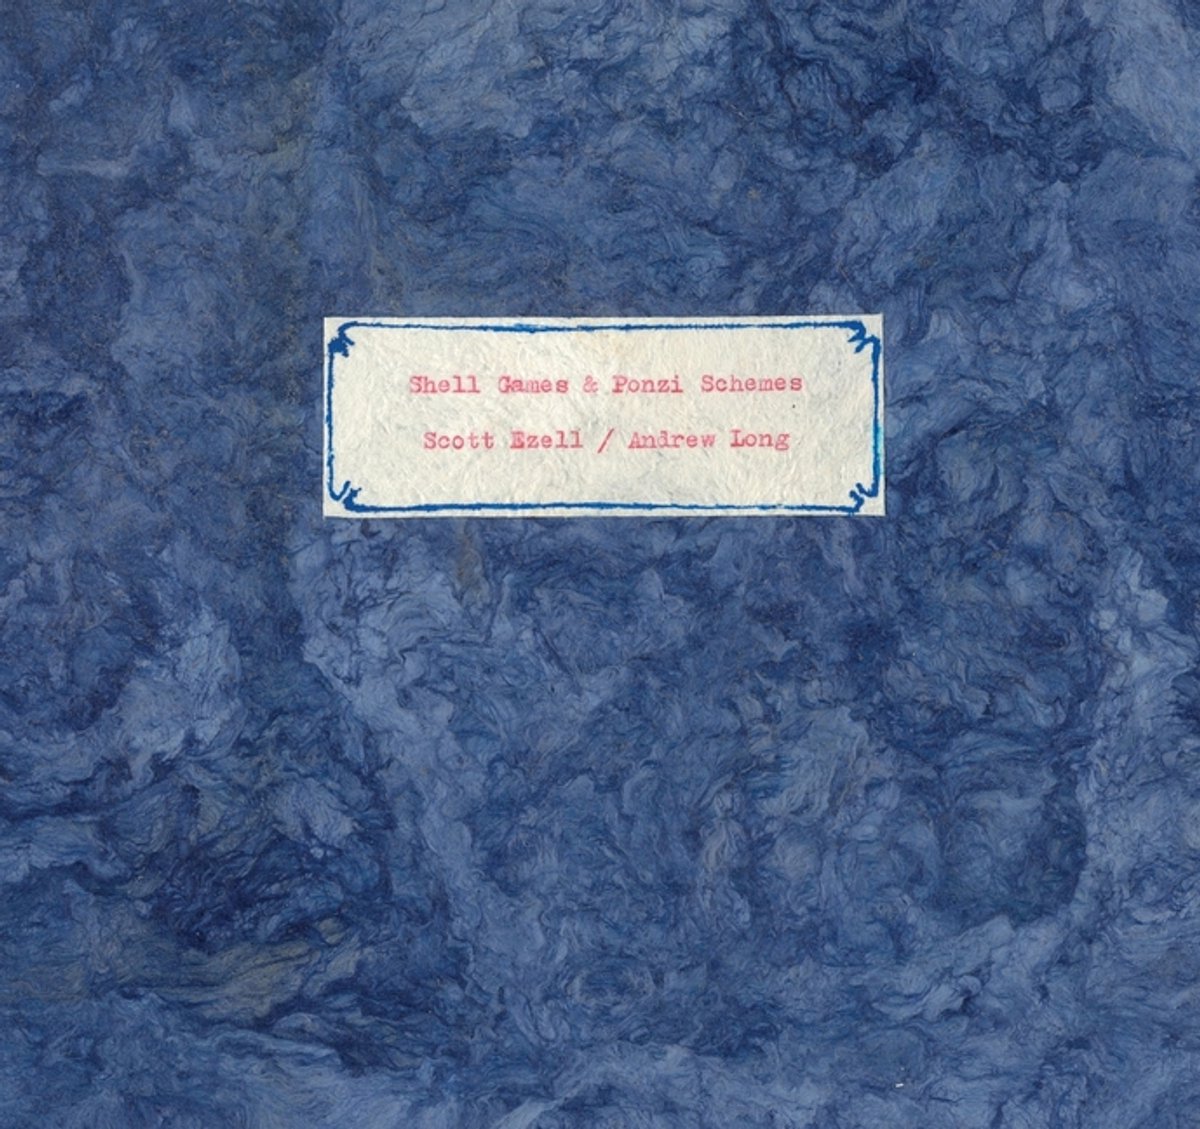 Shell Games & Ponzi Schemes
Scott Ezell / Andrew Long